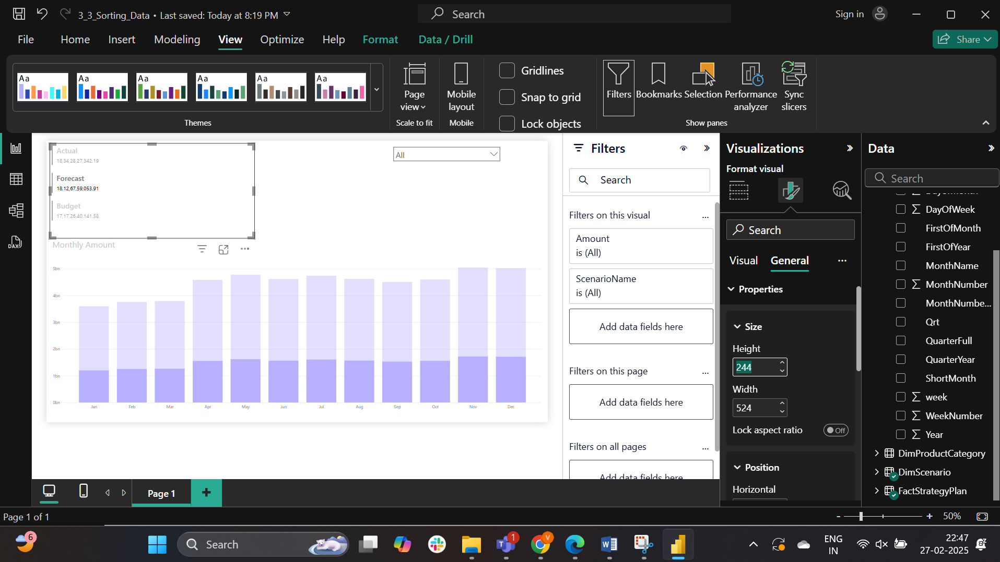 3_3_Sorting_Data • Last saved: Today at 8:19 PM
Search
Sign in
File
Home
Insert
Modeling
View
Optimize
Help
Format
Data / Drill
Share
Aa
Aa
Aa
Aa
Aa
Aa
Themes
Page view
Scale to fit
Mobile layout
Mobile
Gridlines
Snap to grid
Lock objects
Filters
Bookmarks
Selection
Performance analyzer
Sync slicers
Show panes
Actual
18,34,28,27,342.19
Forecast
18,12,67,59,053.91
Budget
17,17,26,40,141.58
All
Monthly Amount
5bn
4bn
3bn
2bn
1bn
0bn
Jan Feb Mar Apr May Jun Jul Aug Sep Oct Nov Dec
Filters
Search
Filters on this visual
Amount
is (All)
ScenarioName
is (All)
Add data fields here
Filters on this page
Add data fields here
Filters on all pages
Add data fields here
Visualizations
Format visual
Search
Visual
General
Properties
Size
Height
244
Width
524
Lock aspect ratio
Off
Position
Horizontal
Data
Search
DayOfWeek
FirstOfMonth
FirstOfYear
MonthName
MonthNumber
MonthNumbe...
Qrt
QuarterFull
QuarterYear
ShortMonth
week
WeekNumber
Year
DimProductCategory
DimScenario
FactStrategyPlan
DAX
Page 1
Page 1 of 1
- + 50%
6
Search
1
V
ENG
IN
22:47
27-02-2025